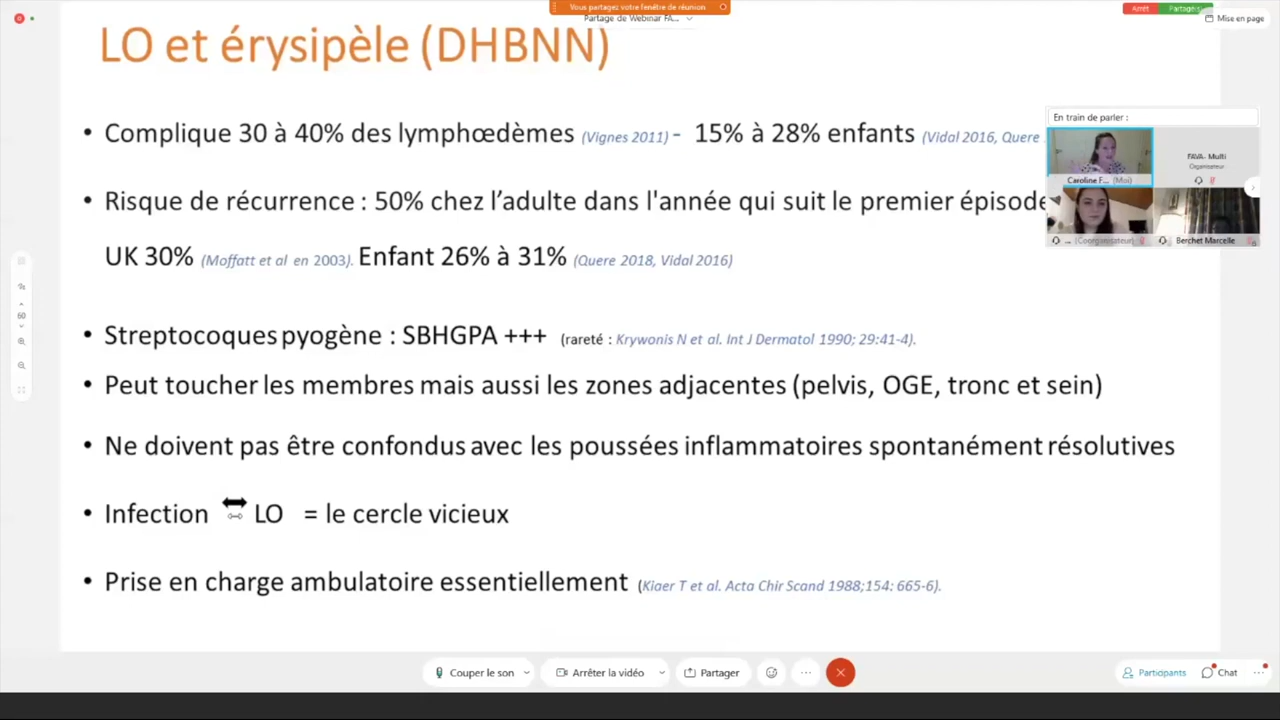 Vous partagez votre fenêtre de réunion
Partage de Webinar FA...
Arrêt
Mise en page
LO et érysipèle (DHBNN)
• Complique 30 à 40% des lymphœdèmes (Vignes 2011) - 15% à 28% enfants (Vidal 2016, Quere
• Risque de récurrence : 50% chez l’adulte dans l'année qui suit le premier épisode
UK 30% (Moffatt et al en 2003). Enfant 26% à 31% (Quere 2018, Vidal 2016)
• Streptocoques pyogène : SBHGPA +++ (rareté : Krywonis N et al. Int J Dermatol 1990; 29:41-4).
• Peut toucher les membres mais aussi les zones adjacentes (pelvis, OGE, tronc et sein)
• Ne doivent pas être confondus avec les poussées inflammatoires spontanément résolutives
• Infection LO = le cercle vicieux
• Prise en charge ambulatoire essentiellement (Kiaer T et al. Acta Chir Scand 1988;154: 665-6).
En train de parler :
Caroline F... (Moi)
FAVA- Multi
Organisateur
... (Coorganisateur)
Berchet Marcelle
60
Couper le son
Arrêter la vidéo
Partager
...
Participants
Chat
...